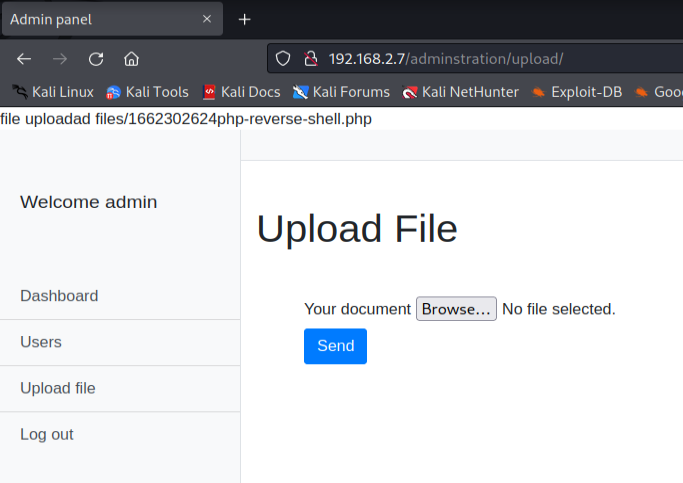 Admin panel
192.168.2.7/adminstration/upload/
Kali Linux Kali Tools Kali Docs Kali Forums Kali NetHunter Exploit-DB Goo
file uploadad files/1662302624php-reverse-shell.php
Welcome admin
Upload File
Dashboard
Your document Browse... No file selected.
Users
Send
Upload file
Log out